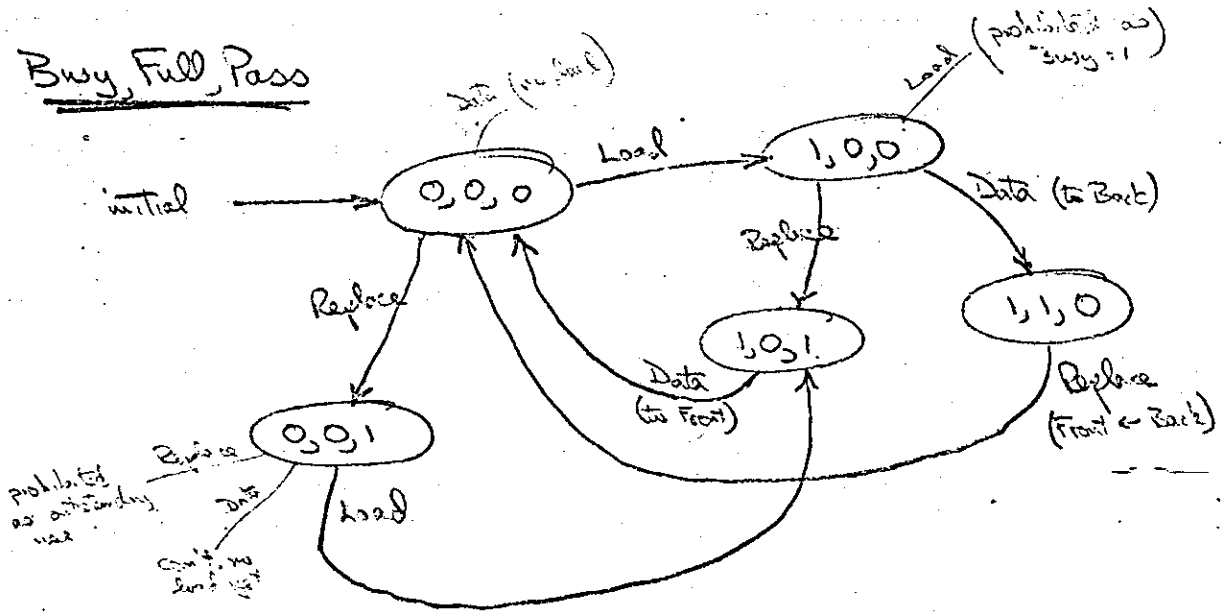 Busy, Full, Pass
Data (no load)
Load (prohibited as
Busy = 1)
initial
0, 0, 0
Load
1, 0, 0
Data (to Back)
Replace
Replace
1, 1, 0
1, 0, 1
Data
(to Front)
Replace
(Front ← Back)
0, 0, 1
Replace
prohibited
as outstanding
Data
Load
can't, no